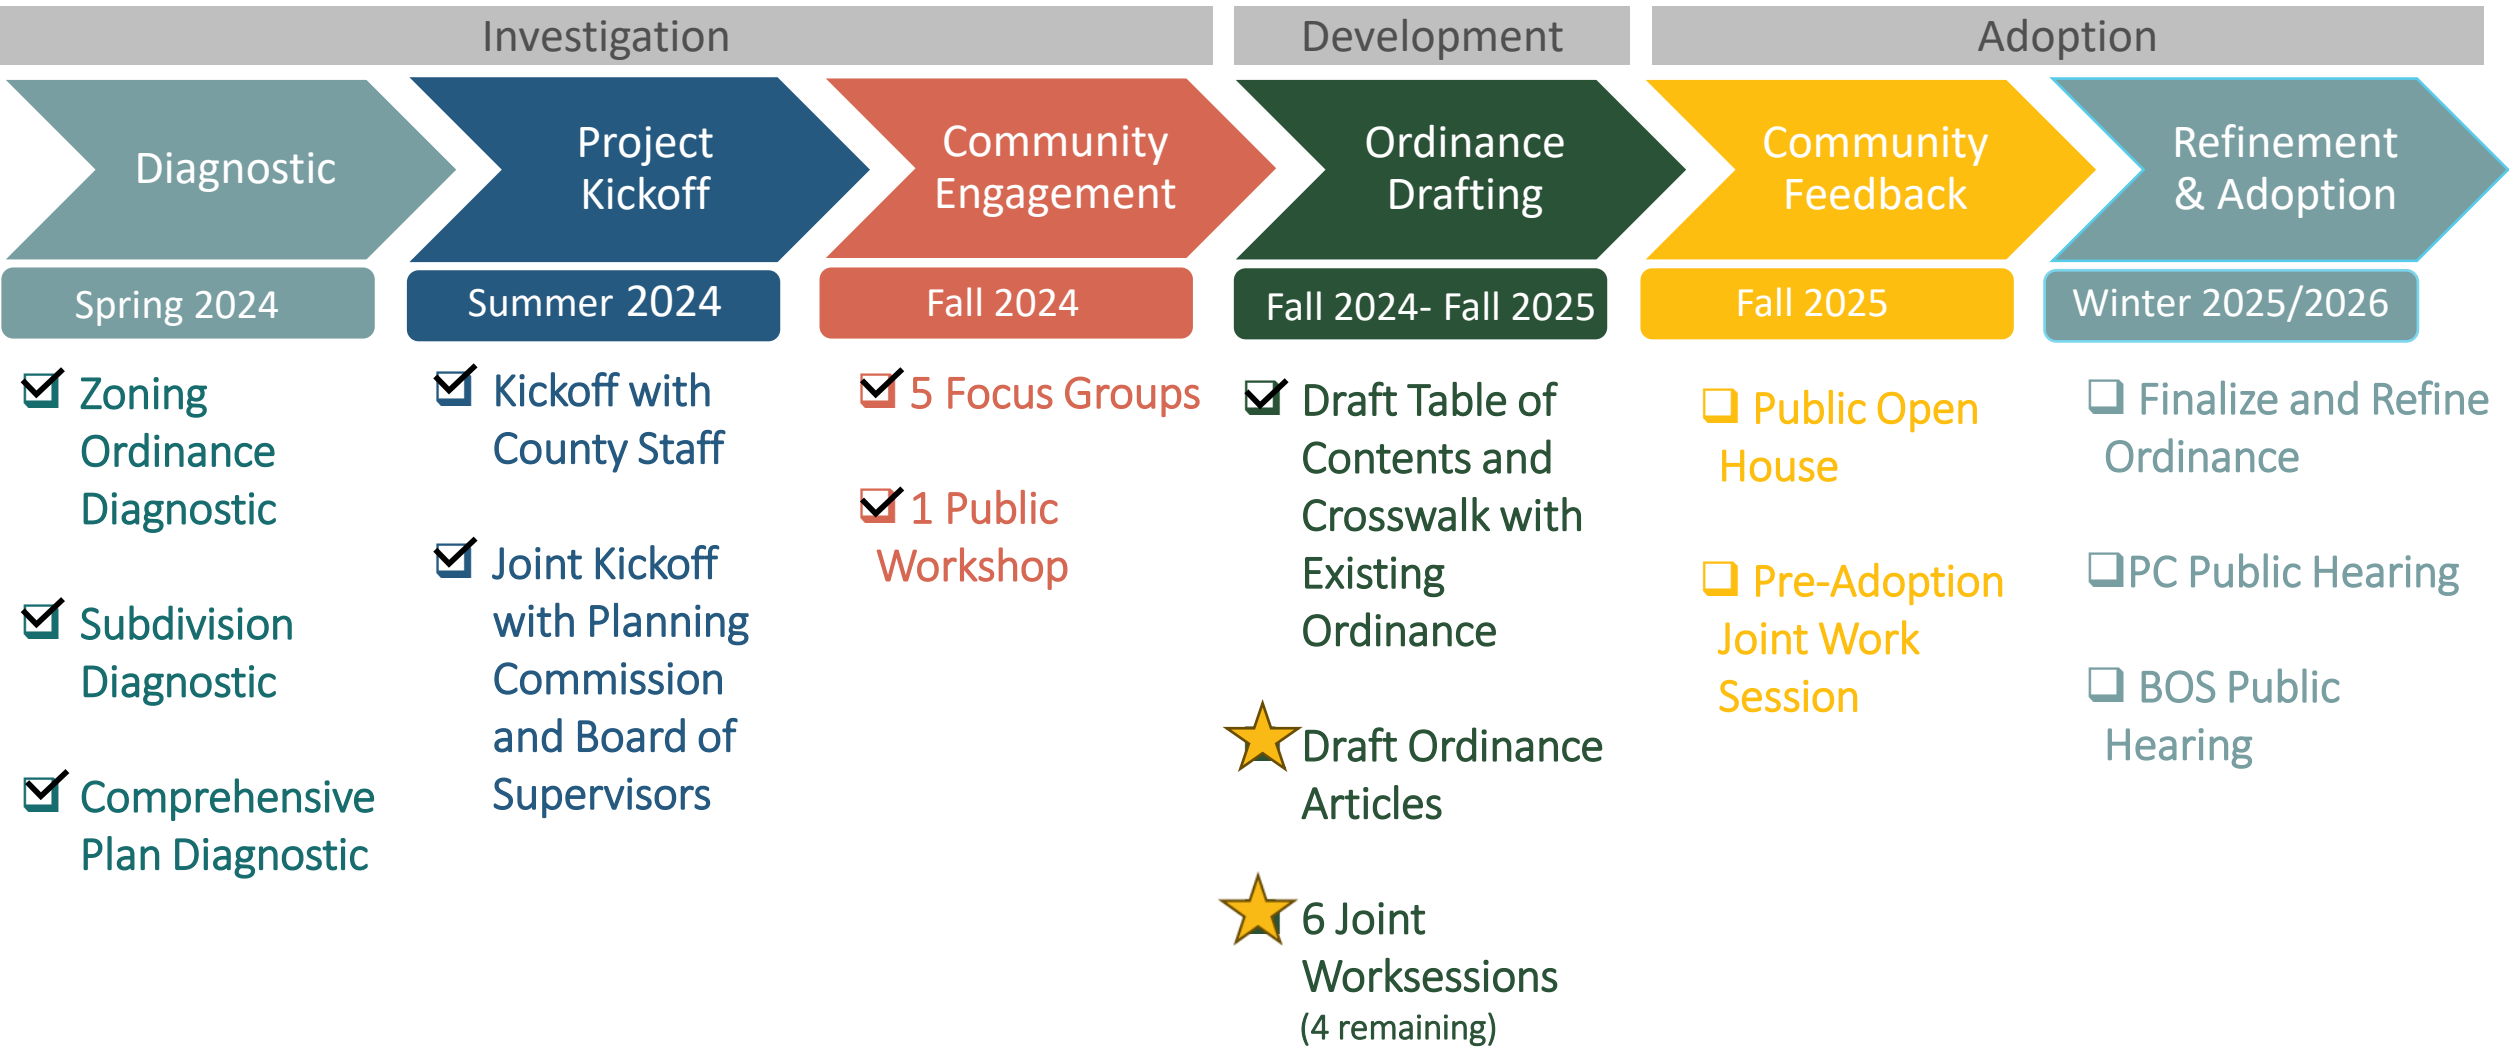 Investigation
Development
Adoption
Diagnostic
Project
Kickoff
Community
Engagement
Ordinance
Drafting
Community
Feedback
Refinement
& Adoption
Spring 2024
Summer 2024
Fall 2024
Fall 2024- Fall 2025
Fall 2025
Winter 2025/2026
Zoning
Ordinance
Diagnostic
Subdivision
Diagnostic
Comprehensive
Plan Diagnostic
Kickoff with
County Staff
Joint Kickoff
with Planning
Commission
and Board of
Supervisors
5 Focus Groups
1 Public
Workshop
Draft Table of
Contents and
Crosswalk with
Existing
Ordinance
Draft Ordinance
Articles
6 Joint
Worksessions
(4 remaining)
Public Open
House
Pre-Adoption
Joint Work
Session
Finalize and Refine
Ordinance
PC Public Hearing
BOS Public
Hearing